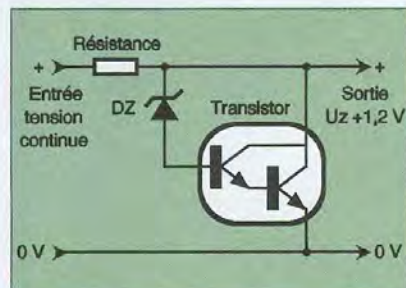 Résistance
+
+
Entrée
tension
continue
DZ
Transistor
Sortie
Uz +1,2 V
0 V
0 V